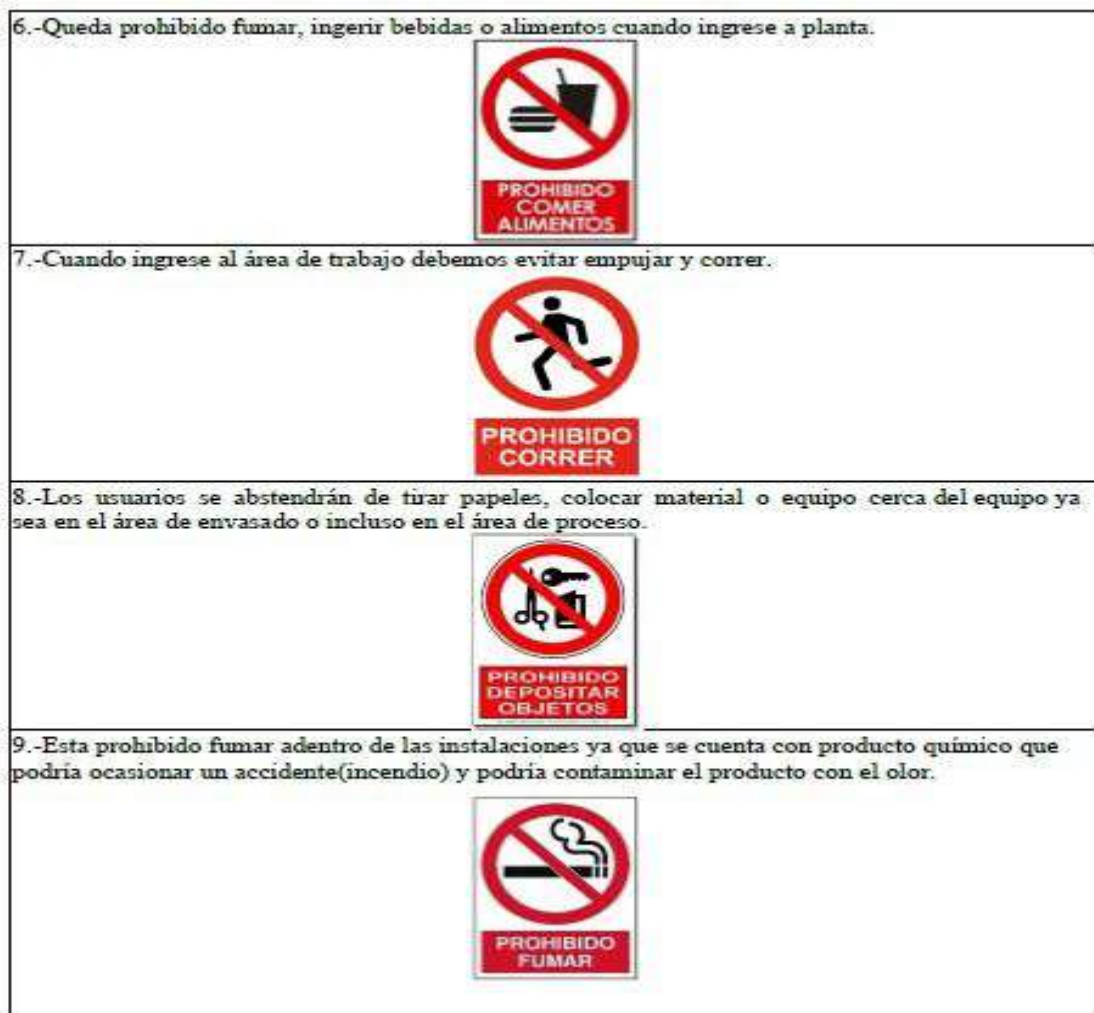 6.-Queda prohibido fumar, ingerir bebidas o alimentos cuando ingrese a planta.
PROHIBIDO
COMER
ALIMENTOS
7.-Cuando ingrese al área de trabajo debemos evitar empujar y correr.
PROHIBIDO
CORRER
8.-Los usuarios se abstendrán de tirar papeles, colocar material o equipo cerca del equipo ya
sea en el área de envasado o incluso en el área de proceso.
PROHIBIDO
DEPOSITAR
OBJETOS
9.-Esta prohibido fumar adentro de las instalaciones ya que se cuenta con producto químico que
podría ocasionar un accidente(incendio) y podría contaminar el producto con el olor.
PROHIBIDO
FUMAR